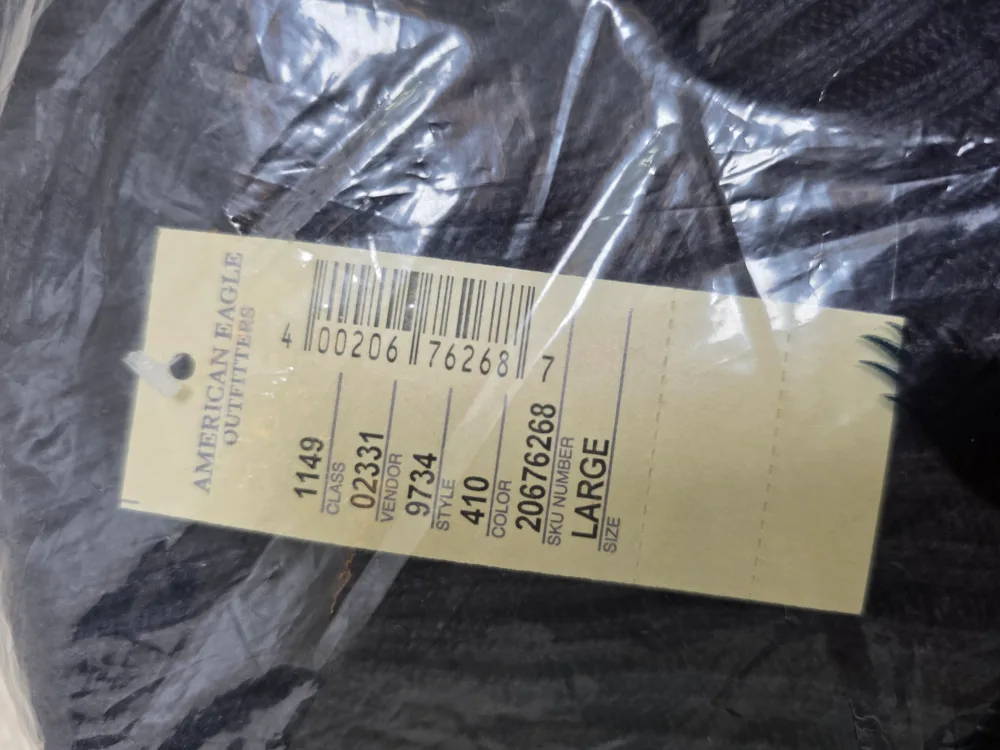 AMERICAN EAGLE
OUTFITTERS
4 00206 76268 7
1149
CLASS
02331
VENDOR
9734
STYLE
410
COLOR
20676268
SKU NUMBER
LARGE
SIZE